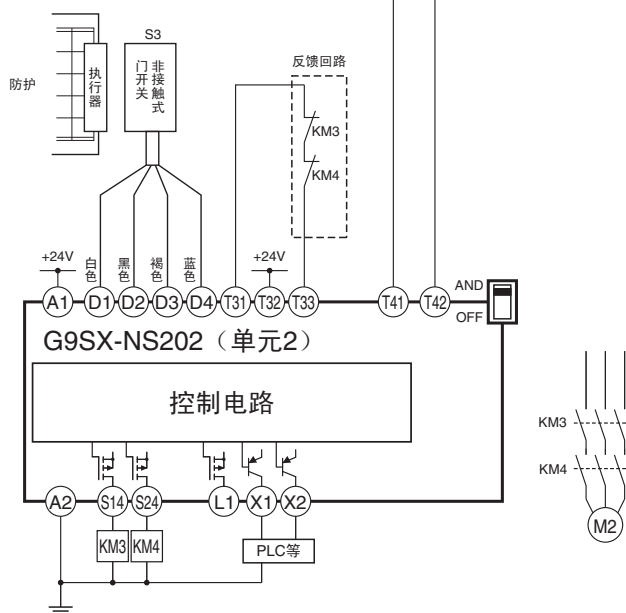 S3
防护
执行器
门开关
非接触式
反馈回路
KM3
KM4
+24V
白色
黑色
褐色
蓝色
+24V
A1
D1
D2
D3
D4
T31
T32
T33
T41
T42
AND
OFF
G9SX-NS202（单元2）
控制电路
KM3
KM4
A2
S14
S24
L1
X1
X2
M2
KM3
KM4
PLC等